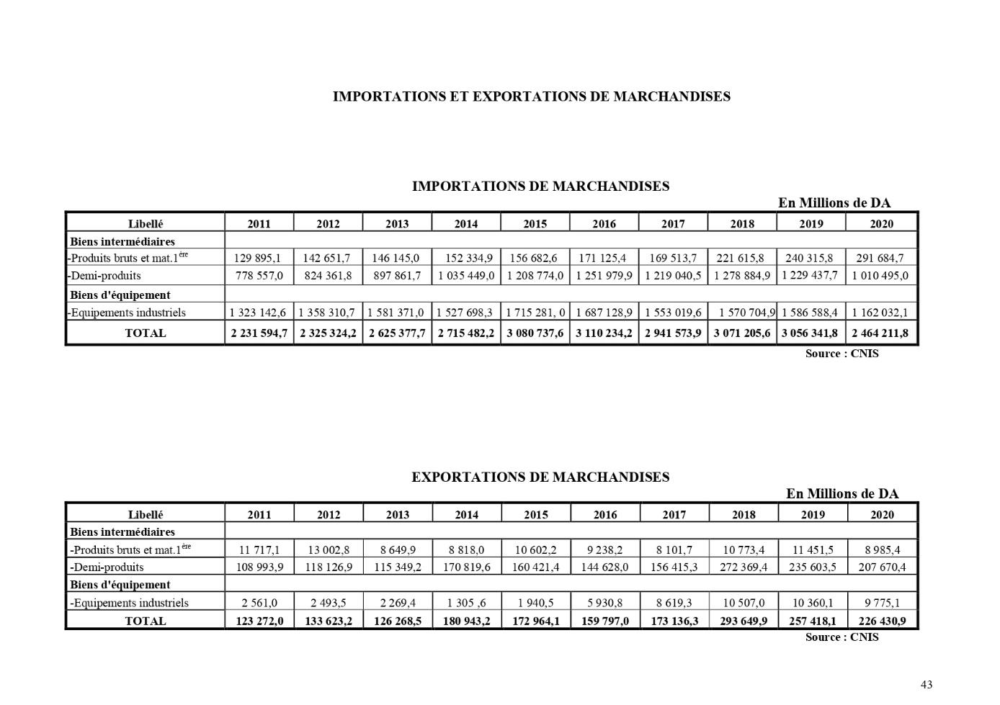 IMPORTATIONS ET EXPORTATIONS DE MARCHANDISES
IMPORTATIONS DE MARCHANDISES
En Millions de DA
Libellé 2011 2012 2013 2014 2015 2016 2017 2018 2019 2020
Biens intermédiaires
-Produits bruts et mat.1ère 129 895,1 142 651,7 146 145,0 152 334,9 156 682,6 171 125,4 169 513,7 221 615,8 240 315,8 291 684,7
-Demi-produits 778 557,0 824 361,8 897 861,7 1 035 449,0 1 208 774,0 1 251 979,9 1 219 040,5 1 278 884,9 1 229 437,7 1 010 495,0
Biens d'équipement
-Equipements industriels 1 323 142,6 1 358 310,7 1 581 371,0 1 527 698,3 1 715 281, 0 1 687 128,9 1 553 019,6 1 570 704,9 1 586 588,4 1 162 032,1
TOTAL 2 231 594,7 2 325 324,2 2 625 377,7 2 715 482,2 3 080 737,6 3 110 234,2 2 941 573,9 3 071 205,6 3 056 341,8 2 464 211,8
Source : CNIS
EXPORTATIONS DE MARCHANDISES
En Millions de DA
Libellé 2011 2012 2013 2014 2015 2016 2017 2018 2019 2020
Biens intermédiaires
-Produits bruts et mat.1ère 11 717,1 13 002,8 8 649,9 8 818,0 10 602,2 9 238,2 8 101,7 10 773,4 11 451,5 8 985,4
-Demi-produits 108 993,9 118 126,9 115 349,2 170 819,6 160 421,4 144 628,0 156 415,3 272 369,4 235 603,5 207 670,4
Biens d'équipement
-Equipements industriels 2 561,0 2 493,5 2 269,4 1 305 ,6 1 940,5 5 930,8 8 619,3 10 507,0 10 360,1 9 775,1
TOTAL 123 272,0 133 623,2 126 268,5 180 943,2 172 964,1 159 797,0 173 136,3 293 649,9 257 418,1 226 430,9
Source : CNIS
43